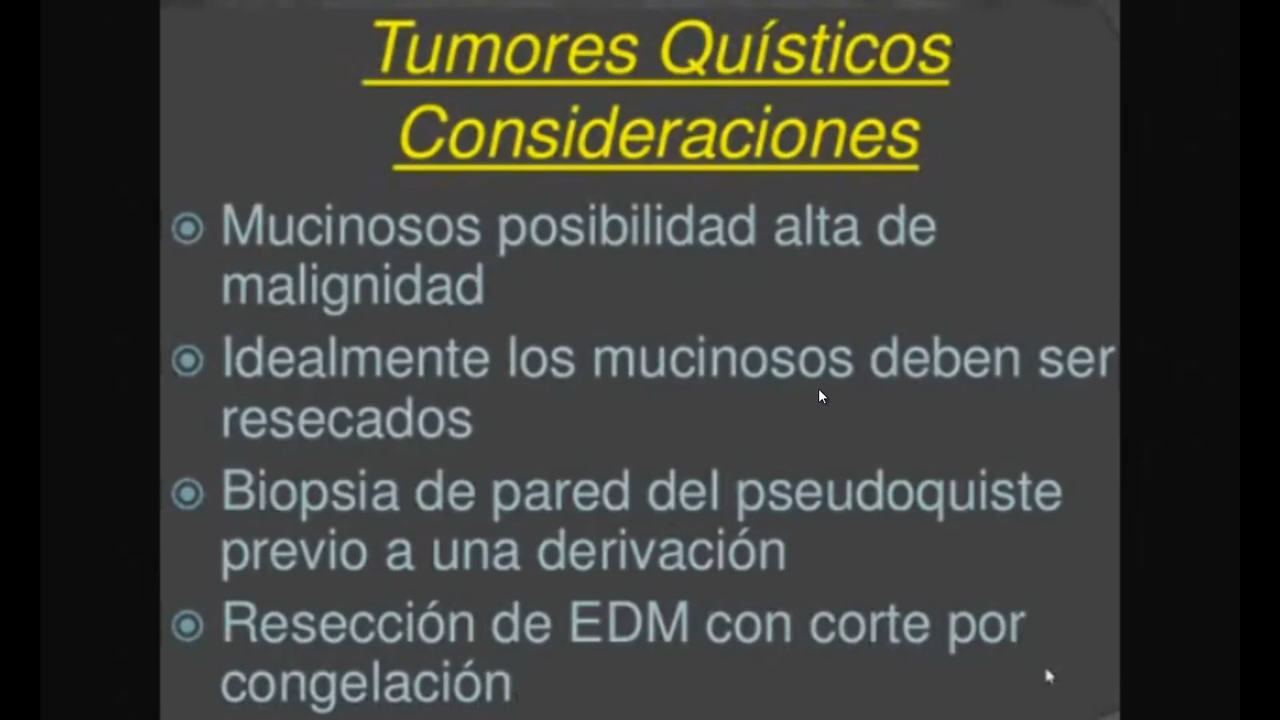 Tumores Quísticos
Consideraciones
Mucinosos posibilidad alta de
malignidad
Idealmente los mucinosos deben ser
resecados
Biopsia de pared del pseudoquiste
previo a una derivación
Resección de EDM con corte por
congelación